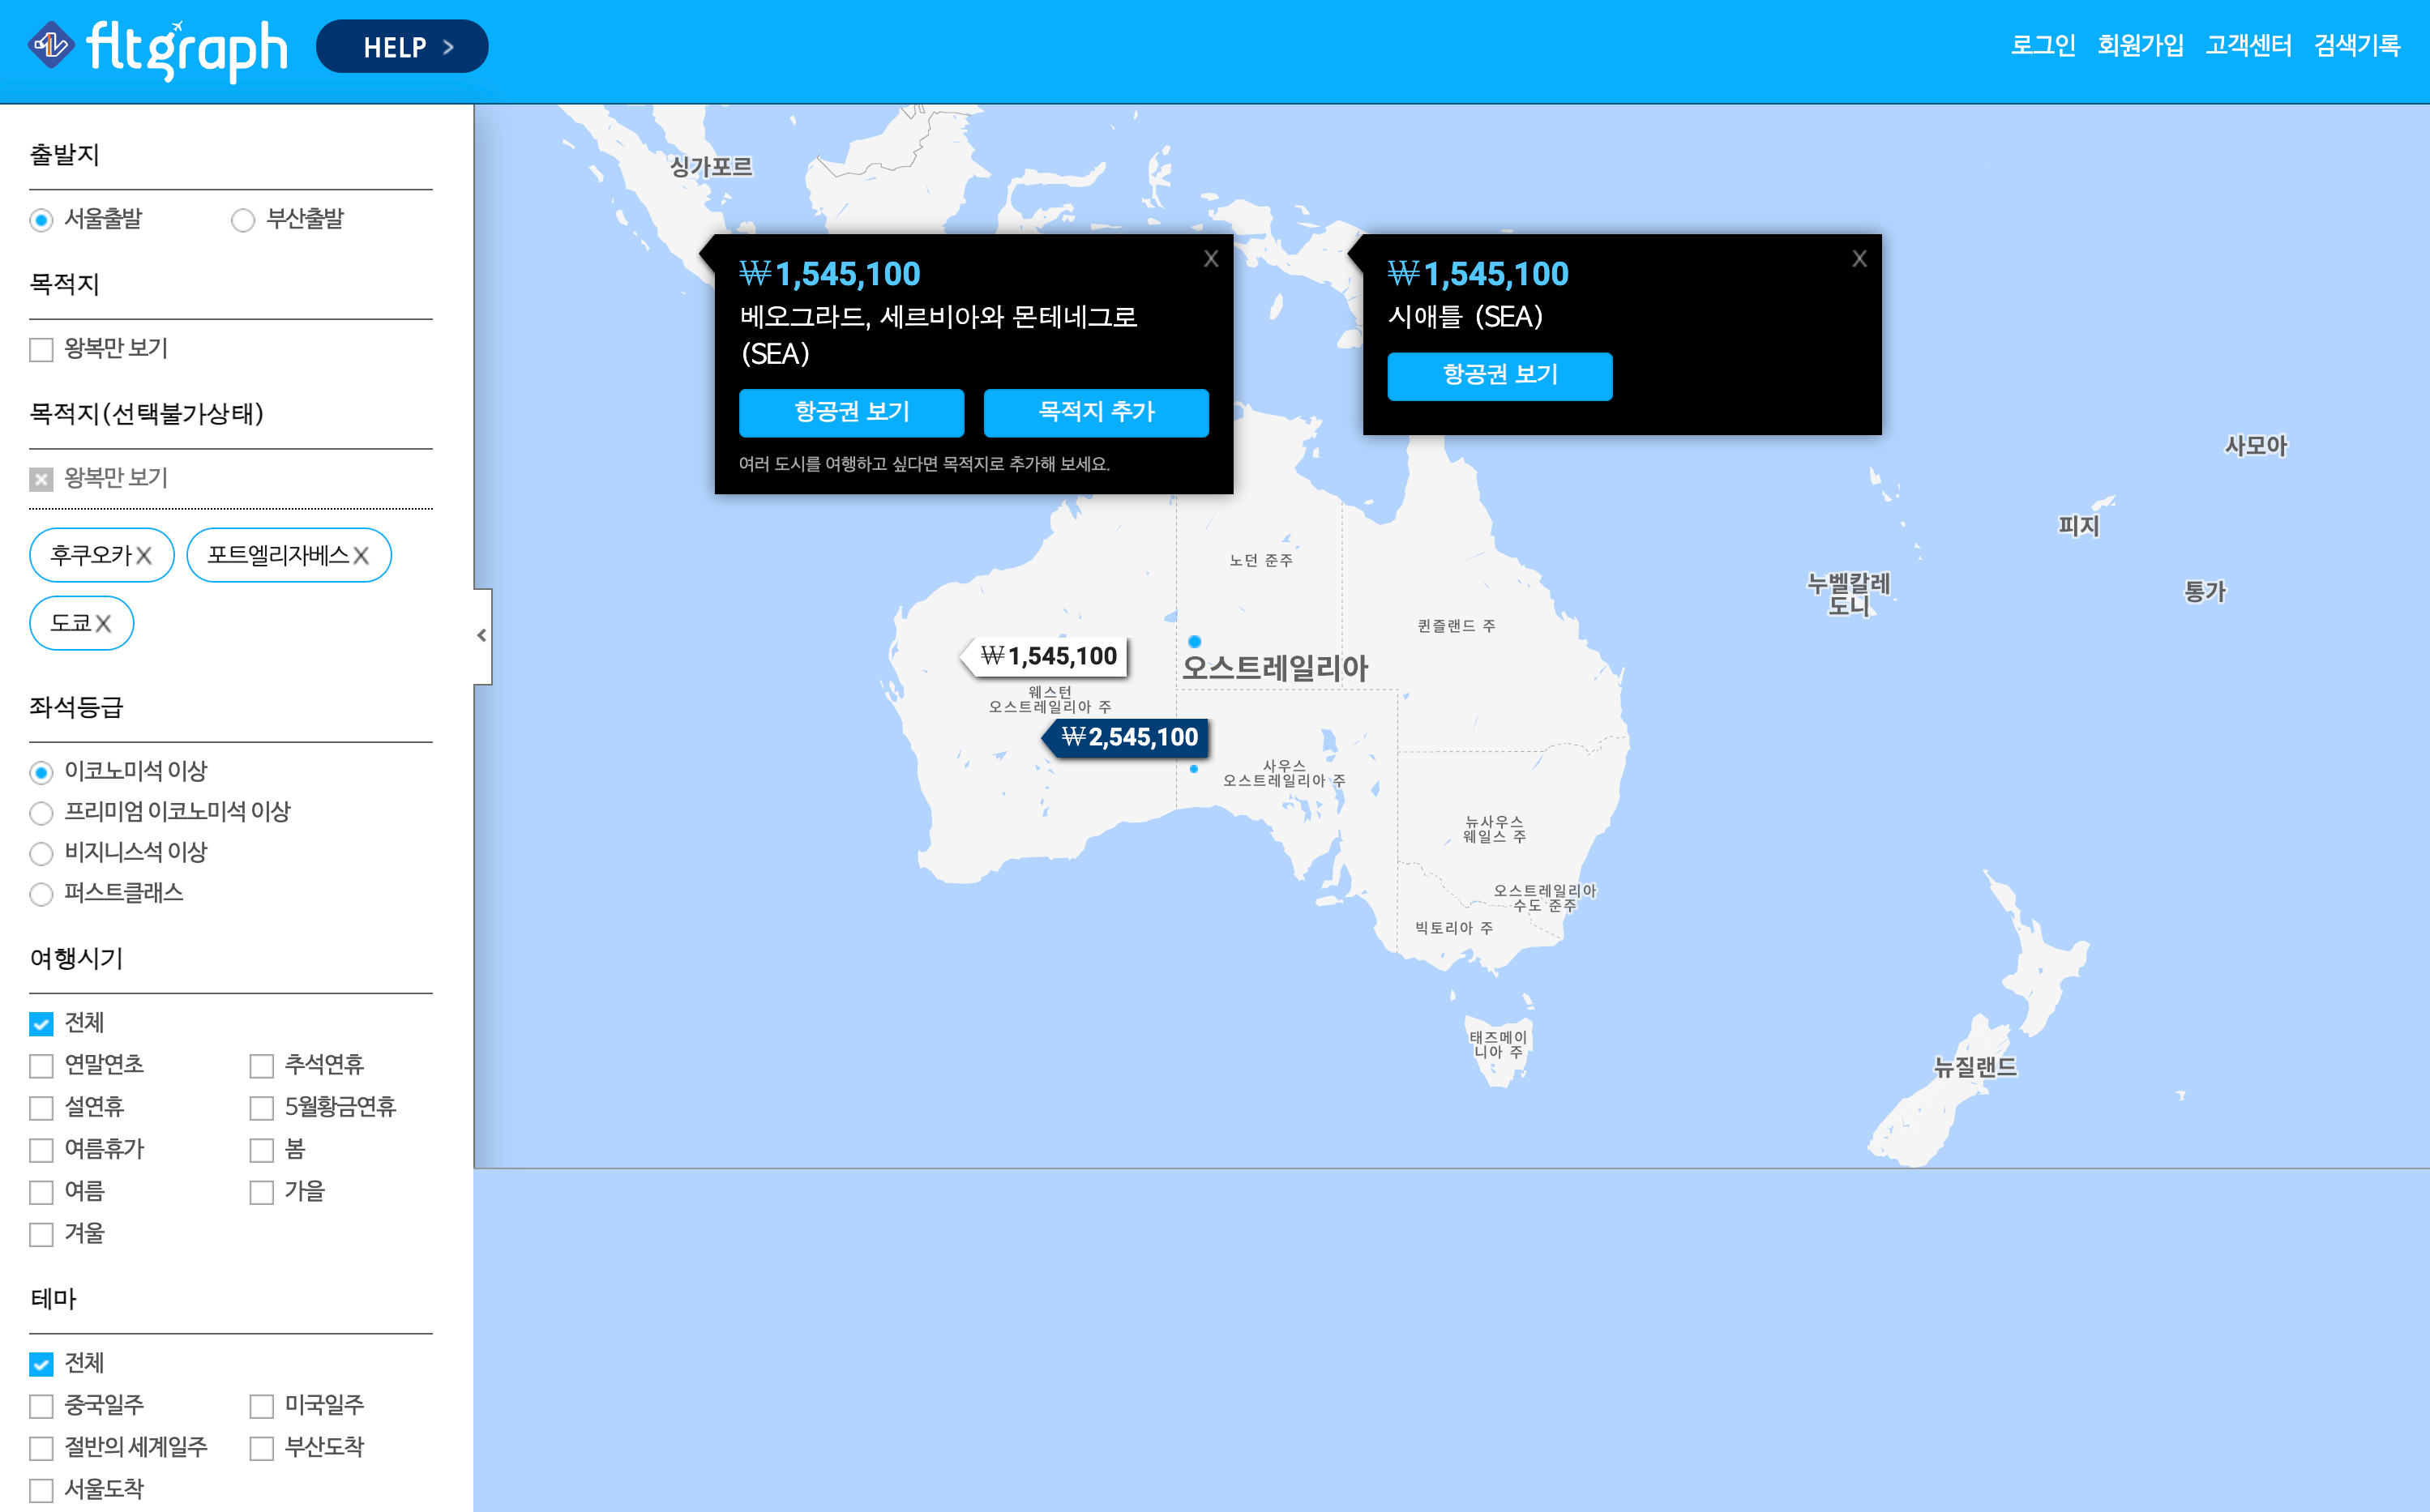 fltgraph
HELP >
로그인 회원가입 고객센터 검색기록
출발지
서울출발 부산출발
목적지
왕복만 보기
목적지(선택불가상태)
왕복만 보기
후쿠오카 X 포트엘리자베스 X
도쿄 X
좌석등급
이코노미석 이상
프리미엄 이코노미석 이상
비지니스석 이상
퍼스트클래스
여행시기
전체
연말연초 추석연휴
설연휴 5월황금연휴
여름휴가 봄
여름 가을
겨울
테마
전체
중국일주 미국일주
절반의 세계일주 부산도착
서울도착
싱가포르
₩1,545,100 X
베오그라드, 세르비아와 몬테네그로
(SEA)
항공권 보기 목적지 추가
여러 도시를 여행하고 싶다면 목적지로 추가해 보세요.
₩1,545,100 X
시애틀 (SEA)
항공권 보기
사모아
피지
누벨칼레
도니
통가
노던 준주
퀸즐랜드 주
₩1,545,100
오스트레일리아
웨스턴
오스트레일리아 주
₩2,545,100
사우스
오스트레일리아 주
뉴사우스
웨일스 주
오스트레일리아
수도 준주
빅토리아 주
태즈메이
니아 주
뉴질랜드